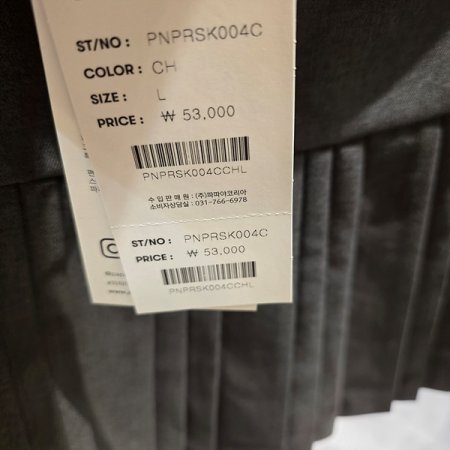 ST/NO : PNPRSK004C
COLOR : CH
SIZE : L
PRICE : ₩ 53,000
PNPRSK004CCHL
수 입 판 매 원 : (주)파파야코리아
소비자상담실 : 031-766-6978
ST/NO : PNPRSK004C
PRICE : ₩ 53,000
PNPRSK004CCHL